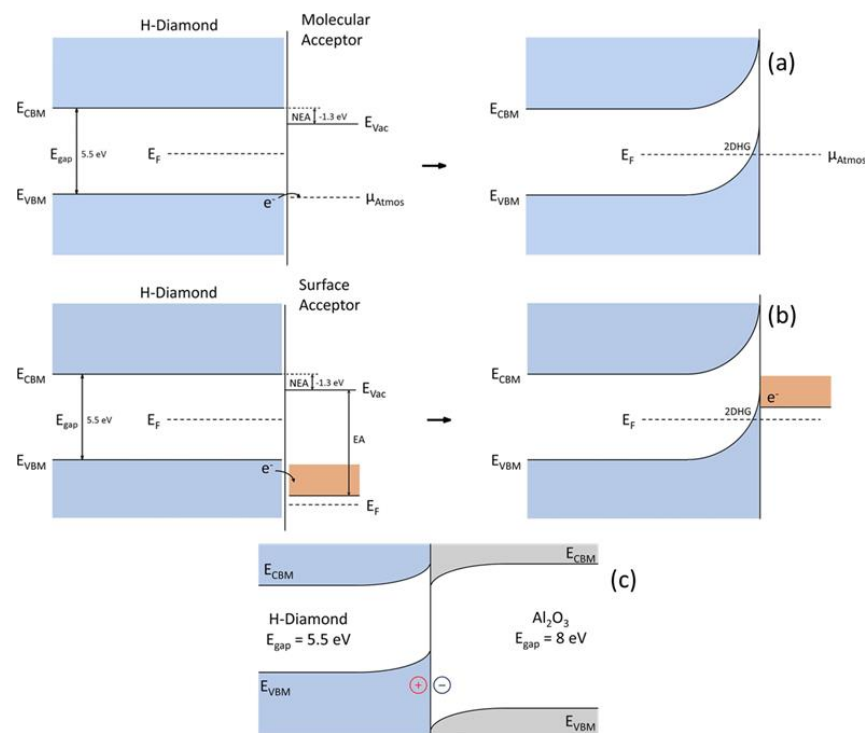 H-Diamond
Molecular
Acceptor
(a)
E_CBM
NEA
-1.3 eV
E_Vac
E_gap
5.5 eV
E_F
E_VBM
e⁻
μ_Atmos
E_CBM
2DHG
E_F
μ_Atmos
E_VBM
H-Diamond
Surface
Acceptor
(b)
E_CBM
NEA
-1.3 eV
E_Vac
E_gap
5.5 eV
E_F
EA
E_VBM
e⁻
E_F
E_CBM
e⁻
2DHG
E_F
E_VBM
E_CBM
E_CBM
(c)
H-Diamond
E_gap = 5.5 eV
Al₂O₃
E_gap = 8 eV
E_VBM
+
−
E_VBM